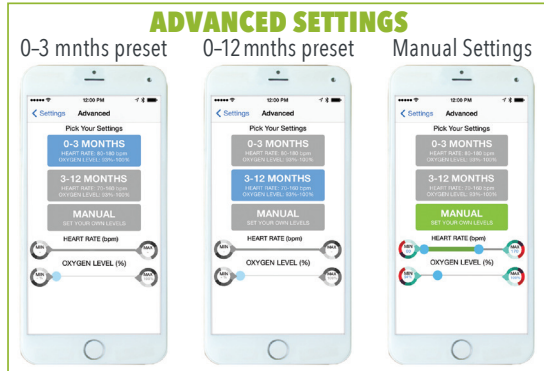 ADVANCED SETTINGS
0–3 mnths preset
0–12 mnths preset
Manual Settings
12:00 PM
Settings Advanced
Pick Your Settings
0-3 MONTHS
HEART RATE: 80-180 bpm
OXYGEN LEVEL: 93%-100%
3-12 MONTHS
HEART RATE: 70-180 bpm
OXYGEN LEVEL: 93%-100%
MANUAL
SET YOUR OWN LEVELS
HEART RATE (bpm)
MIN MAX
OXYGEN LEVEL (%)
MIN MAX
12:00 PM
Settings Advanced
Pick Your Settings
0-3 MONTHS
HEART RATE: 80-180 bpm
OXYGEN LEVEL: 93%-100%
3-12 MONTHS
HEART RATE: 70-180 bpm
OXYGEN LEVEL: 93%-100%
MANUAL
SET YOUR OWN LEVELS
HEART RATE (bpm)
MIN MAX
OXYGEN LEVEL (%)
MIN MAX
12:00 PM
Settings Advanced
Pick Your Settings
0-3 MONTHS
HEART RATE: 80-180 bpm
OXYGEN LEVEL: 93%-100%
3-12 MONTHS
HEART RATE: 70-180 bpm
OXYGEN LEVEL: 93%-100%
MANUAL
SET YOUR OWN LEVELS
HEART RATE (bpm)
MIN MAX
OXYGEN LEVEL (%)
MIN MAX